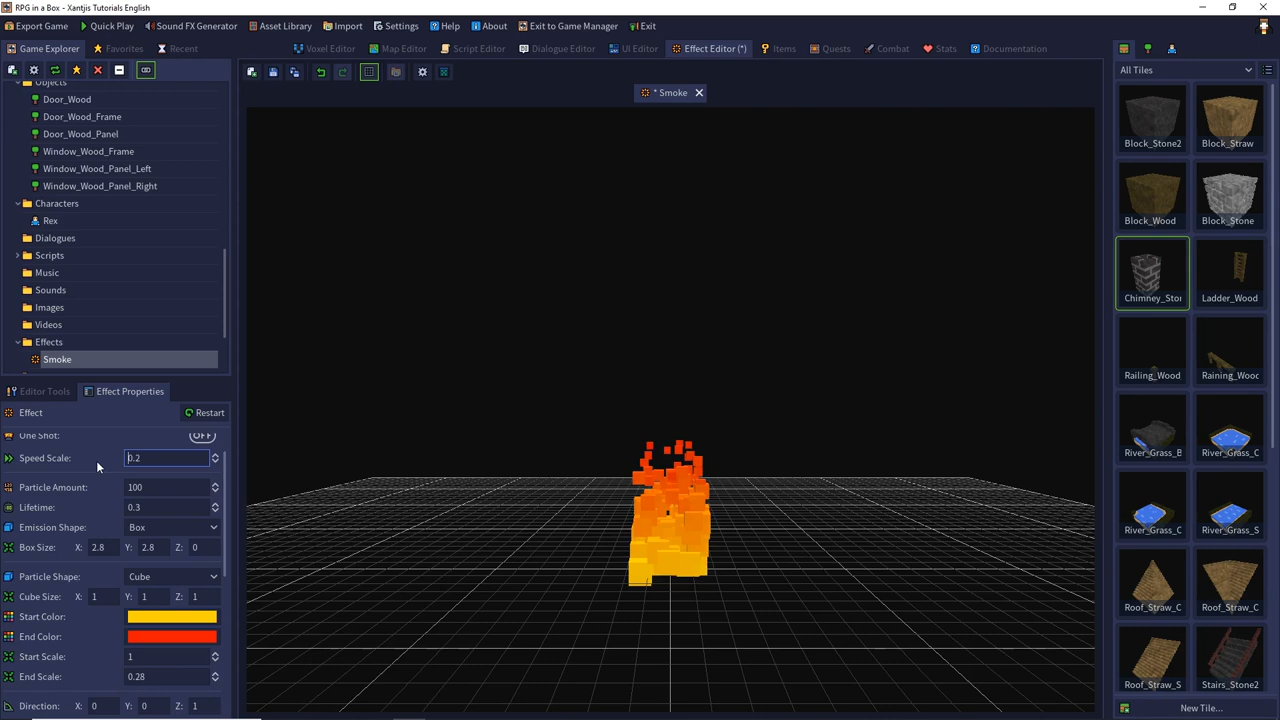 RPG in a Box - Xantjis Tutorials English
Export Game Quick Play Sound FX Generator Asset Library Import Settings Help About Exit to Game Manager Exit
Game Explorer Favorites Recent Voxel Editor Map Editor Script Editor Dialogue Editor UI Editor Effect Editor (*) Items Quests Combat Stats Documentation
All Tiles
* Smoke
Objects
Door_Wood
Door_Wood_Frame
Door_Wood_Panel
Window_Wood_Frame
Window_Wood_Panel_Left
Window_Wood_Panel_Right
Characters
Rex
Dialogues
Scripts
Music
Sounds
Images
Videos
Effects
Smoke
Editor Tools Effect Properties
Effect Restart
One Shot: OFF
Speed Scale: 0.2
Particle Amount: 100
Lifetime: 0.3
Emission Shape: Box
Box Size: X: 2.8 Y: 2.8 Z: 0
Particle Shape: Cube
Cube Size: X: 1 Y: 1 Z: 1
Start Color:
End Color:
Start Scale: 1
End Scale: 0.28
Direction: X: 0 Y: 0 Z: 1
Block_Stone2 Block_Straw
Block_Wood Block_Stone
Chimney_Stor Ladder_Wood
Railing_Wood Raining_Wood
River_Grass_B River_Grass_C
River_Grass_C River_Grass_S
Roof_Straw_C Roof_Straw_C
Roof_Straw_S Stairs_Stone2
New Tile...